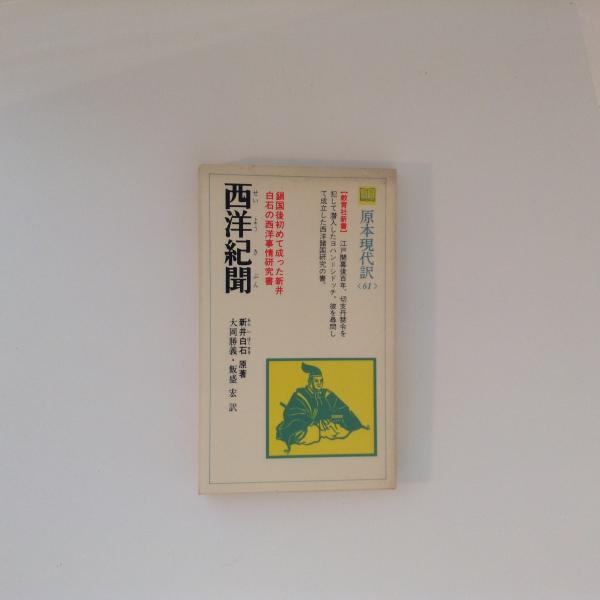 原本現代訳
〈61〉
【教育社新書】 江戸開幕後百年、切支丹禁令を
犯して潜入したヨハン=シドッチ。彼を尋問し
て成立した西洋諸国研究の書。
鎖国後初めて成った新井
白石の西洋事情研究書
西洋紀聞
せいようきぶん
新井白石 原著
大岡勝義・飯盛 宏 訳